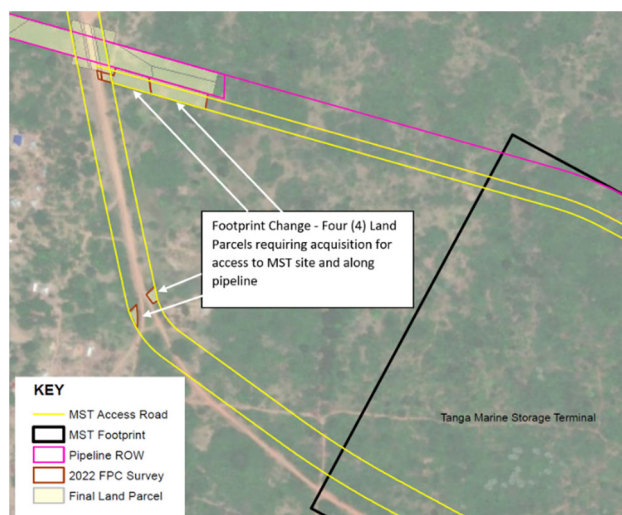 Footprint Change - Four (4) Land
Parcels requiring acquisition for
access to MST site and along
pipeline
Tanga Marine Storage Terminal
KEY
MST Access Road
MST Footprint
Pipeline ROW
2022 FPC Survey
Final Land Parcel